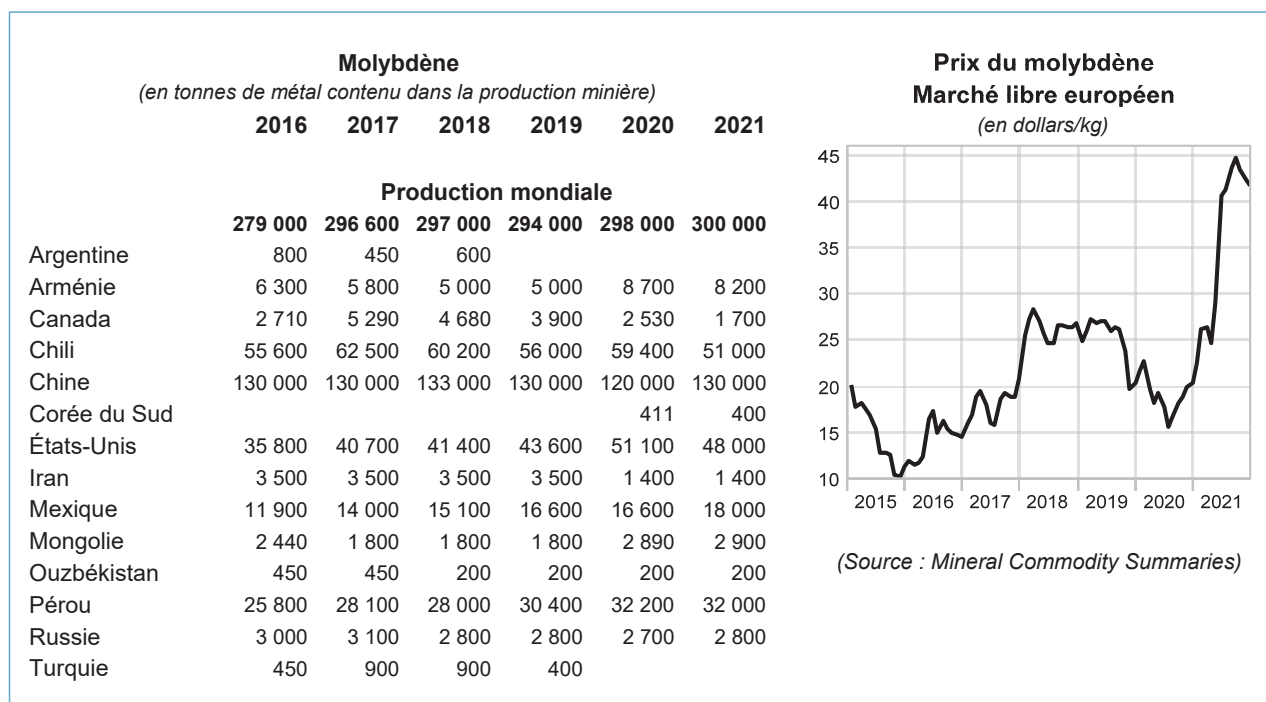 Molybdène
(en tonnes de métal contenu dans la production minière)
2016 2017 2018 2019 2020 2021
Production mondiale
279 000 296 600 297 000 294 000 298 000 300 000
Argentine 800 450 600
Arménie 6 300 5 800 5 000 5 000 8 700 8 200
Canada 2 710 5 290 4 680 3 900 2 530 1 700
Chili 55 600 62 500 60 200 56 000 59 400 51 000
Chine 130 000 130 000 133 000 130 000 120 000 130 000
Corée du Sud 411 400
États-Unis 35 800 40 700 41 400 43 600 51 100 48 000
Iran 3 500 3 500 3 500 3 500 1 400 1 400
Mexique 11 900 14 000 15 100 16 600 16 600 18 000
Mongolie 2 440 1 800 1 800 1 800 2 890 2 900
Ouzbékistan 450 450 200 200 200 200
Pérou 25 800 28 100 28 000 30 400 32 200 32 000
Russie 3 000 3 100 2 800 2 800 2 700 2 800
Turquie 450 900 900 400
Prix du molybdène
Marché libre européen
(en dollars/kg)
45
40
35
30
25
20
15
10
2015 2016 2017 2018 2019 2020 2021
(Source : Mineral Commodity Summaries)